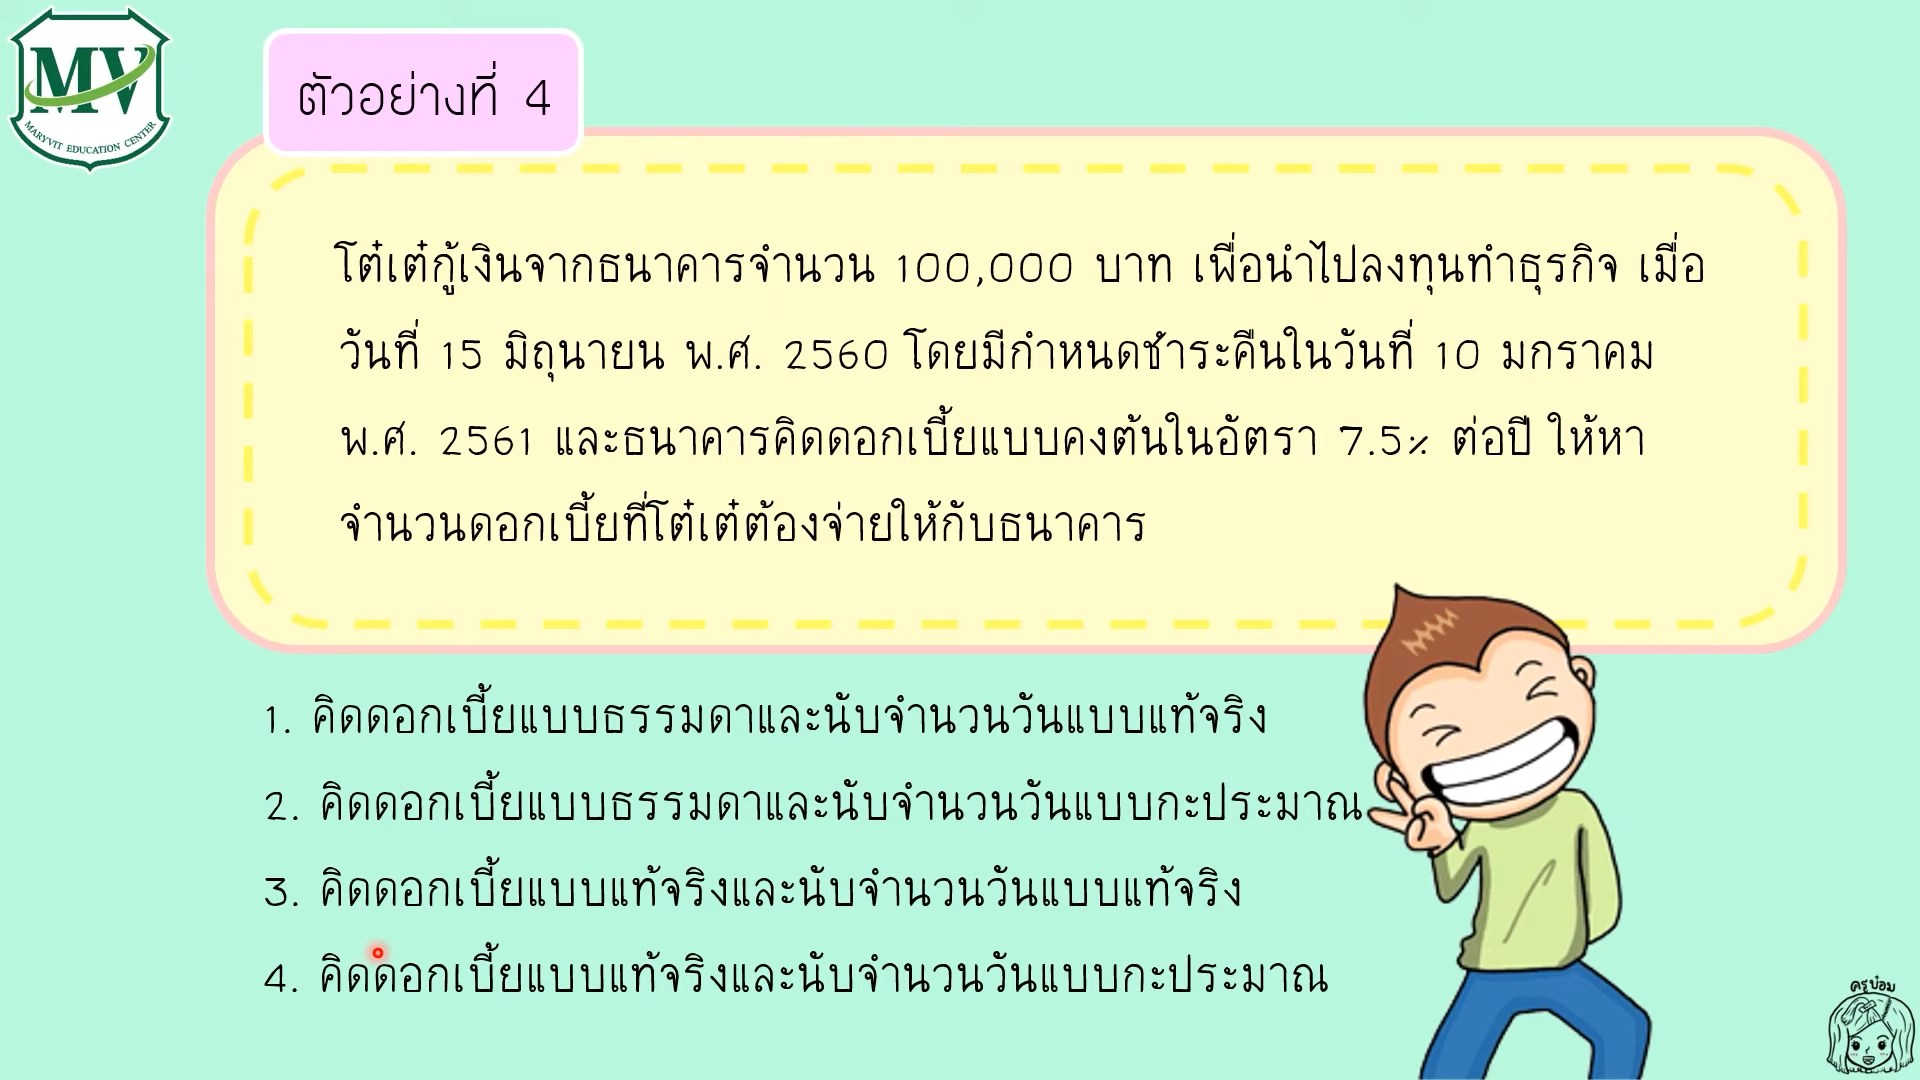 MV
MARYVIT EDUCATION CENTER
ตัวอย่างที่ 4
โต๋เต๋กู้เงินจากธนาคารจำนวน 100,000 บาท เพื่อนำไปลงทุนทำธุรกิจ เมื่อ
วันที่ 15 มิถุนายน พ.ศ. 2560 โดยมีกำหนดชำระคืนในวันที่ 10 มกราคม
พ.ศ. 2561 และธนาคารคิดดอกเบี้ยแบบคงต้นในอัตรา 7.5% ต่อปี ให้หา
จำนวนดอกเบี้ยที่โต๋เต๋ต้องจ่ายให้กับธนาคาร
1. คิดดอกเบี้ยแบบธรรมดาและนับจำนวนวันแบบแท้จริง
2. คิดดอกเบี้ยแบบธรรมดาและนับจำนวนวันแบบกะประมาณ
3. คิดดอกเบี้ยแบบแท้จริงและนับจำนวนวันแบบแท้จริง
4. คิดดอกเบี้ยแบบแท้จริงและนับจำนวนวันแบบกะประมาณ
ครูป๋อม